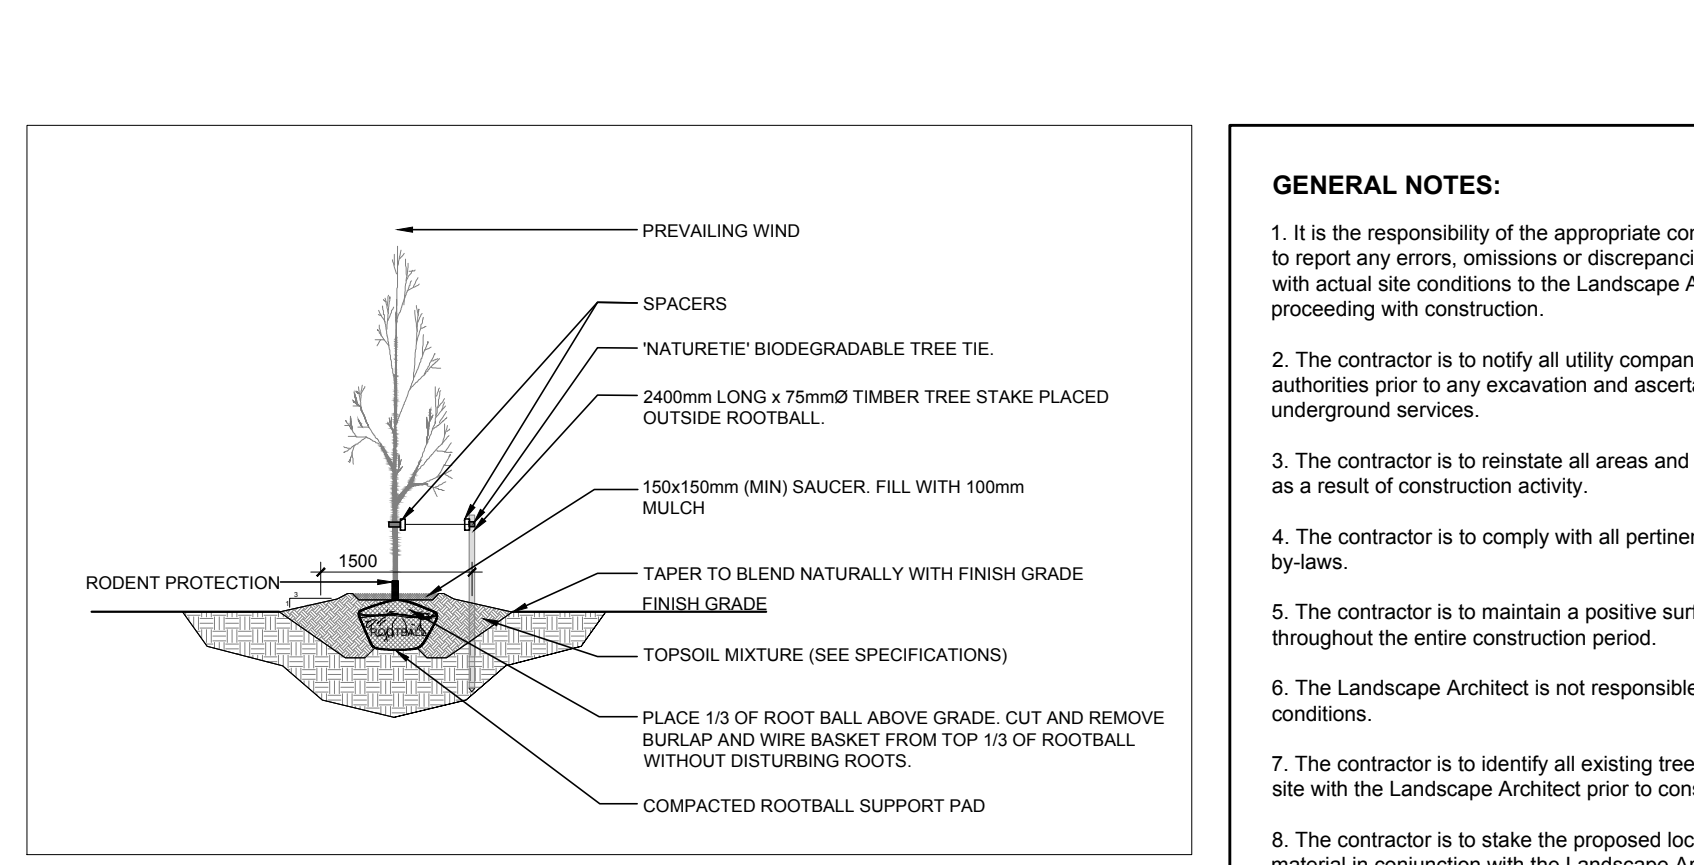 PREVAILING WIND
SPACERS
'NATURETIE' BIODEGRADABLE TREE TIE.
2400mm LONG x 75mmØ TIMBER TREE STAKE PLACED
OUTSIDE ROOTBALL.
150x150mm (MIN) SAUCER. FILL WITH 100mm
MULCH
1500
RODENT PROTECTION
3
1
TAPER TO BLEND NATURALLY WITH FINISH GRADE
FINISH GRADE
ROOTBALL
TOPSOIL MIXTURE (SEE SPECIFICATIONS)
PLACE 1/3 OF ROOT BALL ABOVE GRADE. CUT AND REMOVE
BURLAP AND WIRE BASKET FROM TOP 1/3 OF ROOTBALL
WITHOUT DISTURBING ROOTS.
COMPACTED ROOTBALL SUPPORT PAD
GENERAL NOTES:
1. It is the responsibility of the appropriate
to report any errors, omissions or
with actual site conditions to the Landscape
proceeding with construction.
2. The contractor is to notify all utility
authorities prior to any excavation and
underground services.
3. The contractor is to reinstate all areas and
as a result of construction activity.
4. The contractor is to comply with all
by-laws.
5. The contractor is to maintain a positive
throughout the entire construction period.
6. The Landscape Architect is not responsible
conditions.
7. The contractor is to identify all existing
site with the Landscape Architect prior to
8. The contractor is to stake the proposed
material in conjunction with the Landscape